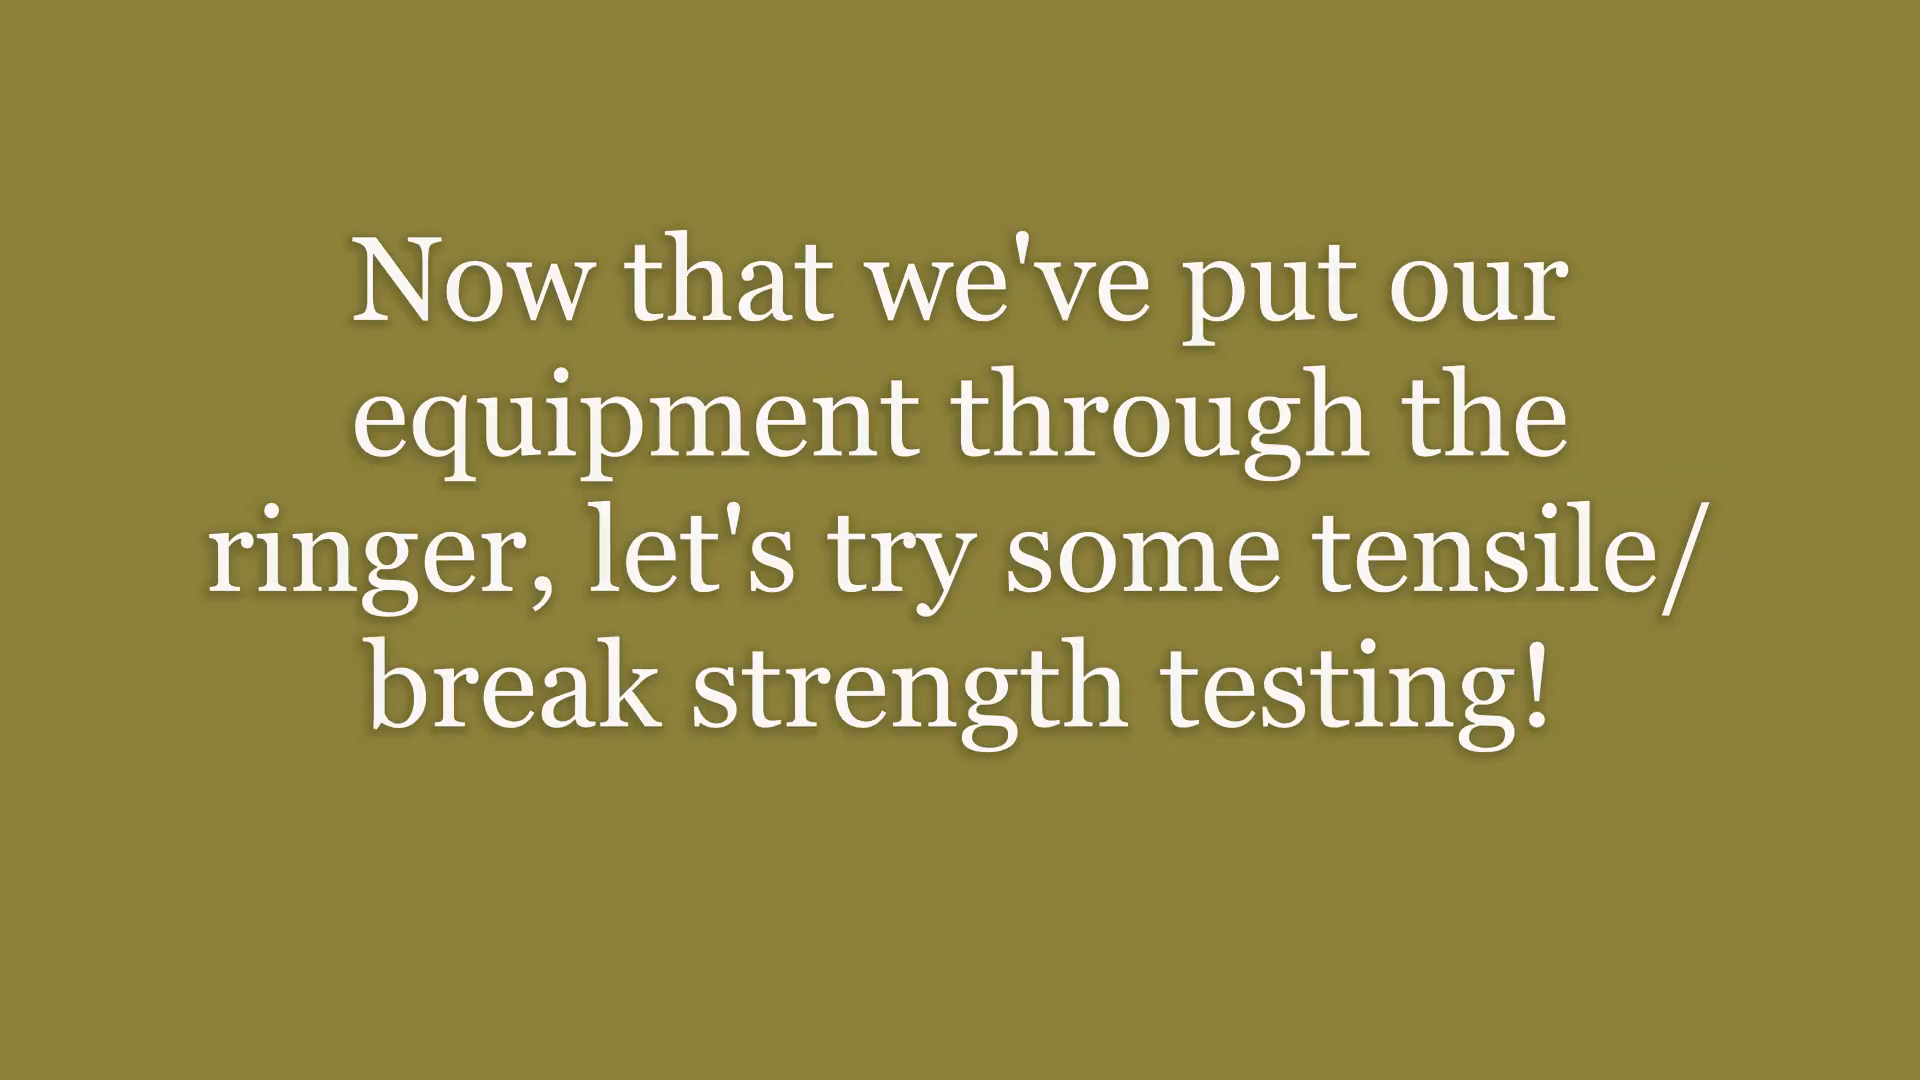 Now that we've put our
equipment through the
ringer, let's try some tensile/
break strength testing!